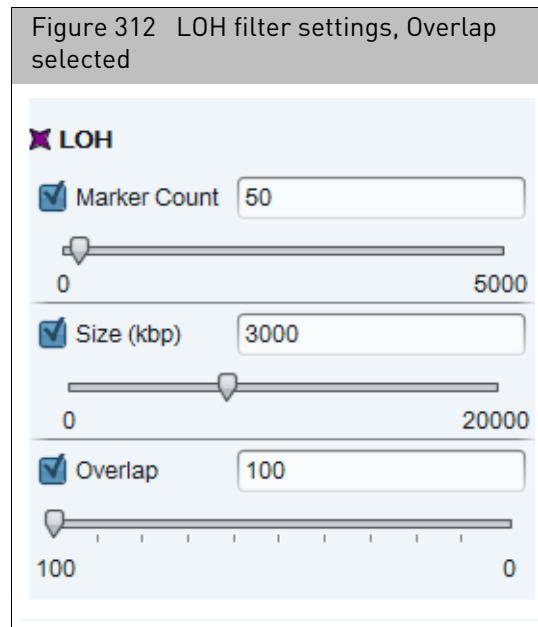 Figure 312 LOH filter settings, Overlap
selected
LOH
Marker Count 50
0 5000
Size (kbp) 3000
0 20000
Overlap 100
100 0